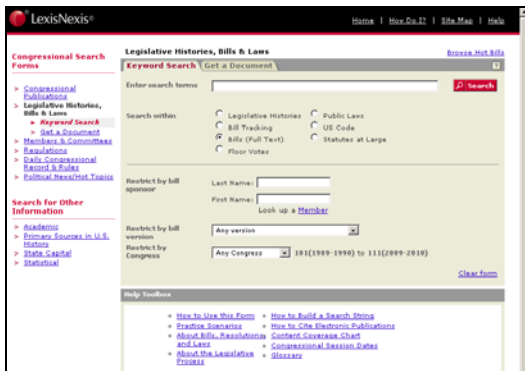 LexisNexis®
Home | How Do I? | Site Map | Help
Congressional Search Forms
> Congressional Publications
> Legislative Histories, Bills & Laws
> Keyword Search
> Get a Document
> Members & Committees
> Regulations
> Daily Congressional Record & Rules
> Political News/Hot Topics
Search for Other Information
> Academic
> Primary Sources in U.S. History
> State Capital
> Statistical
Legislative Histories, Bills & Laws
Browse Hot Bills
Keyword Search Get a Document ?
Enter search terms
Search
Search within
Legislative Histories
Public Laws
Bill Tracking
US Code
Bills (Full Text)
Statutes at Large
Floor Votes
Restrict by bill sponsor
Last Name:
First Name:
Look up a Member
Restrict by bill version
Any version
Restrict by Congress
Any Congress 101(1989-1990) to 111(2009-2010)
Clear form
Help Toolbox
How to Use this Form
Practice Scenarios
About Bills, Resolutions and Laws
About the Legislative Process
How to Build a Search String
How to Cite Electronic Publications
Content Coverage Chart
Congressional Session Dates
Glossary